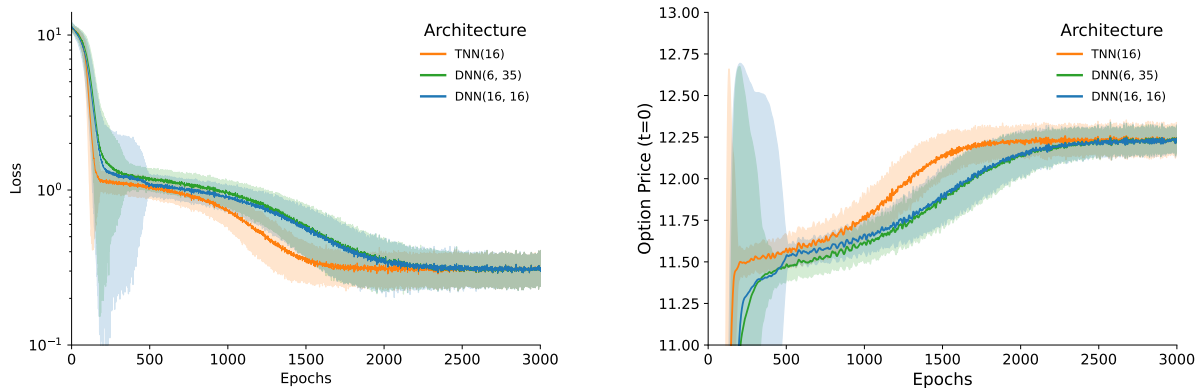 10¹
10⁰
10⁻¹
Loss
0
500
1000
1500
2000
2500
3000
Epochs
Architecture
TNN(16)
DNN(6, 35)
DNN(16, 16)
13.00
12.75
12.50
12.25
12.00
11.75
11.50
11.25
11.00
Option Price (t=0)
0
500
1000
1500
2000
2500
3000
Epochs
Architecture
TNN(16)
DNN(6, 35)
DNN(16, 16)